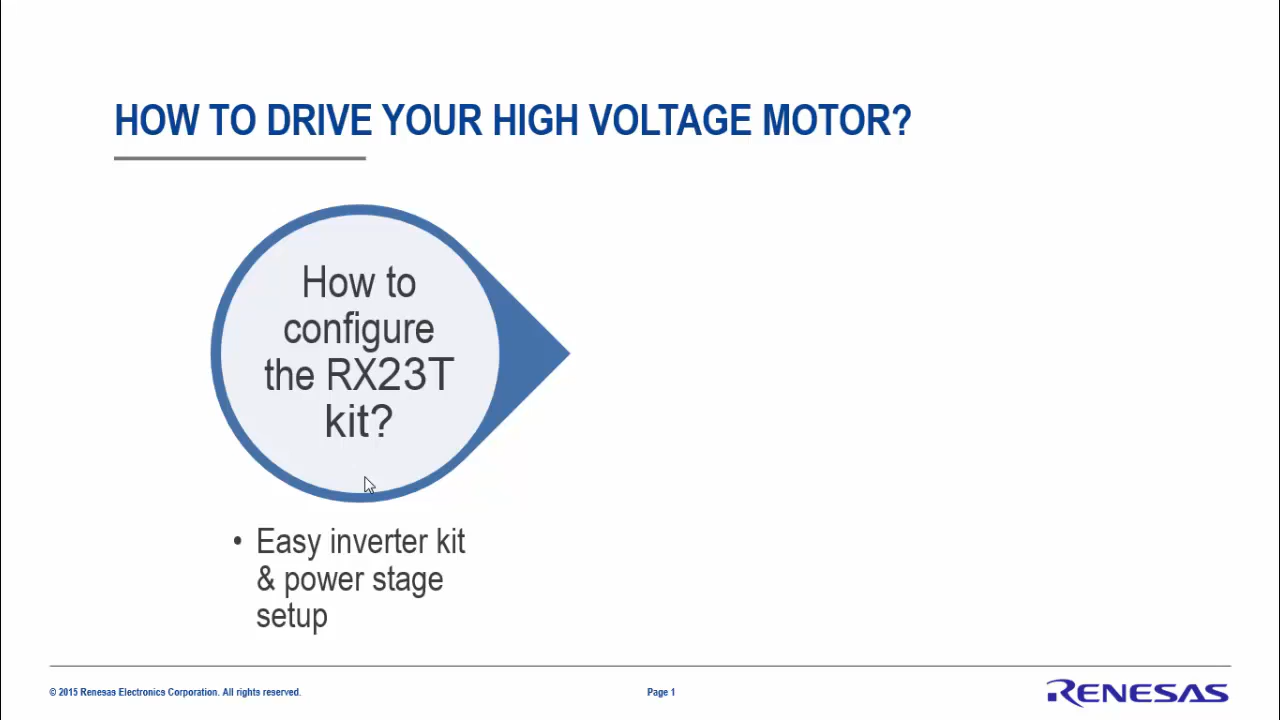 HOW TO DRIVE YOUR HIGH VOLTAGE MOTOR?
How to
configure
the RX23T
kit?
• Easy inverter kit
& power stage
setup
© 2015 Renesas Electronics Corporation. All rights reserved.
Page 1
RENESAS